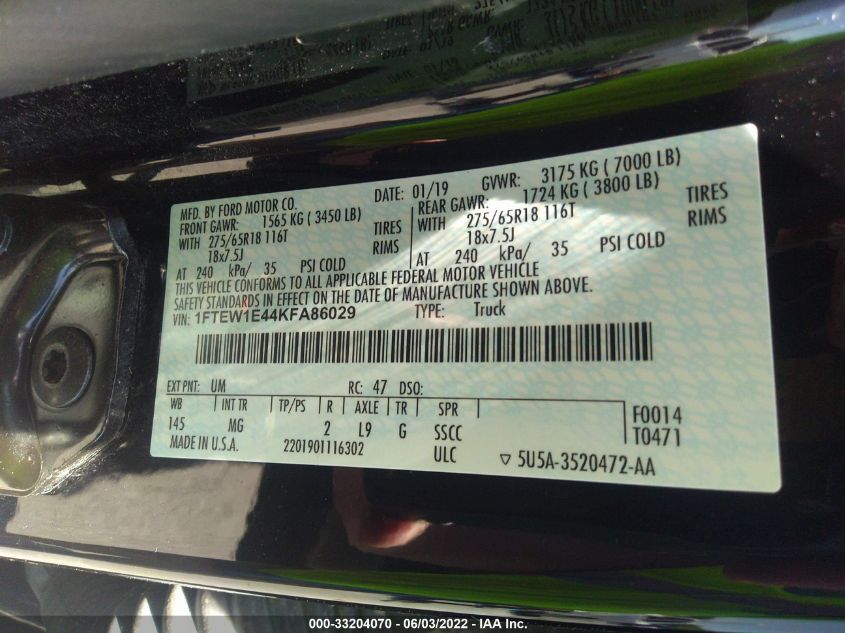 MFD. BY FORD MOTOR CO.
DATE: 01/19 GVWR: 3175 KG ( 7000 LB)
FRONT GAWR: 1565 KG ( 3450 LB)
REAR GAWR: 1724 KG ( 3800 LB)
WITH 275/65R18 116T TIRES
WITH 275/65R18 116T TIRES
18x7.5J RIMS
18x7.5J RIMS
AT 240 kPa/ 35 PSI COLD
AT 240 kPa/ 35 PSI COLD
THIS VEHICLE CONFORMS TO ALL APPLICABLE FEDERAL MOTOR VEHICLE
SAFETY STANDARDS IN EFFECT ON THE DATE OF MANUFACTURE SHOWN ABOVE.
VIN: 1FTEW1E44KFA86029 TYPE: Truck
EXT PNT: UM RC: 47 DSO:
WB INT TR TP/PS R AXLE TR SPR
145 MG 2 L9 G SSCC
F0014
T0471
MADE IN U.S.A. 2201901116302 ULC ▽ 5U5A-3520472-AA
000-33204070 - 06/03/2022 - IAA Inc.